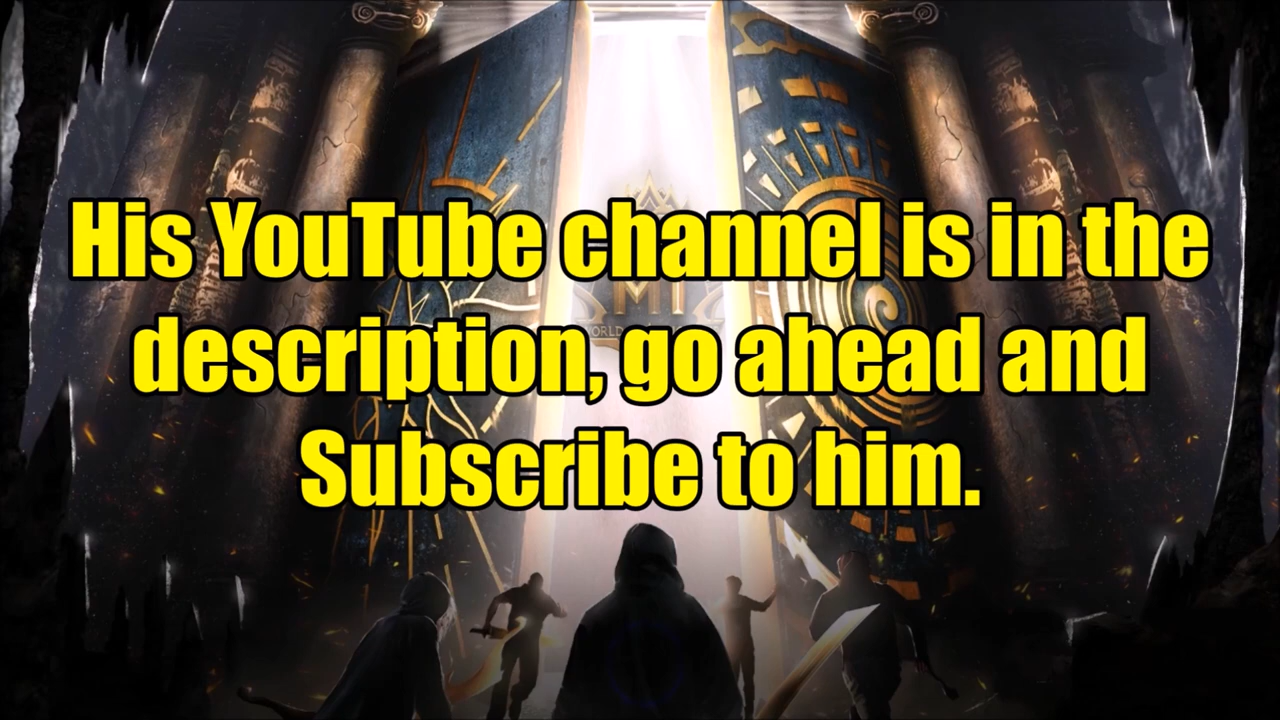 His YouTube channel is in the
description, go ahead and
Subscribe to him.